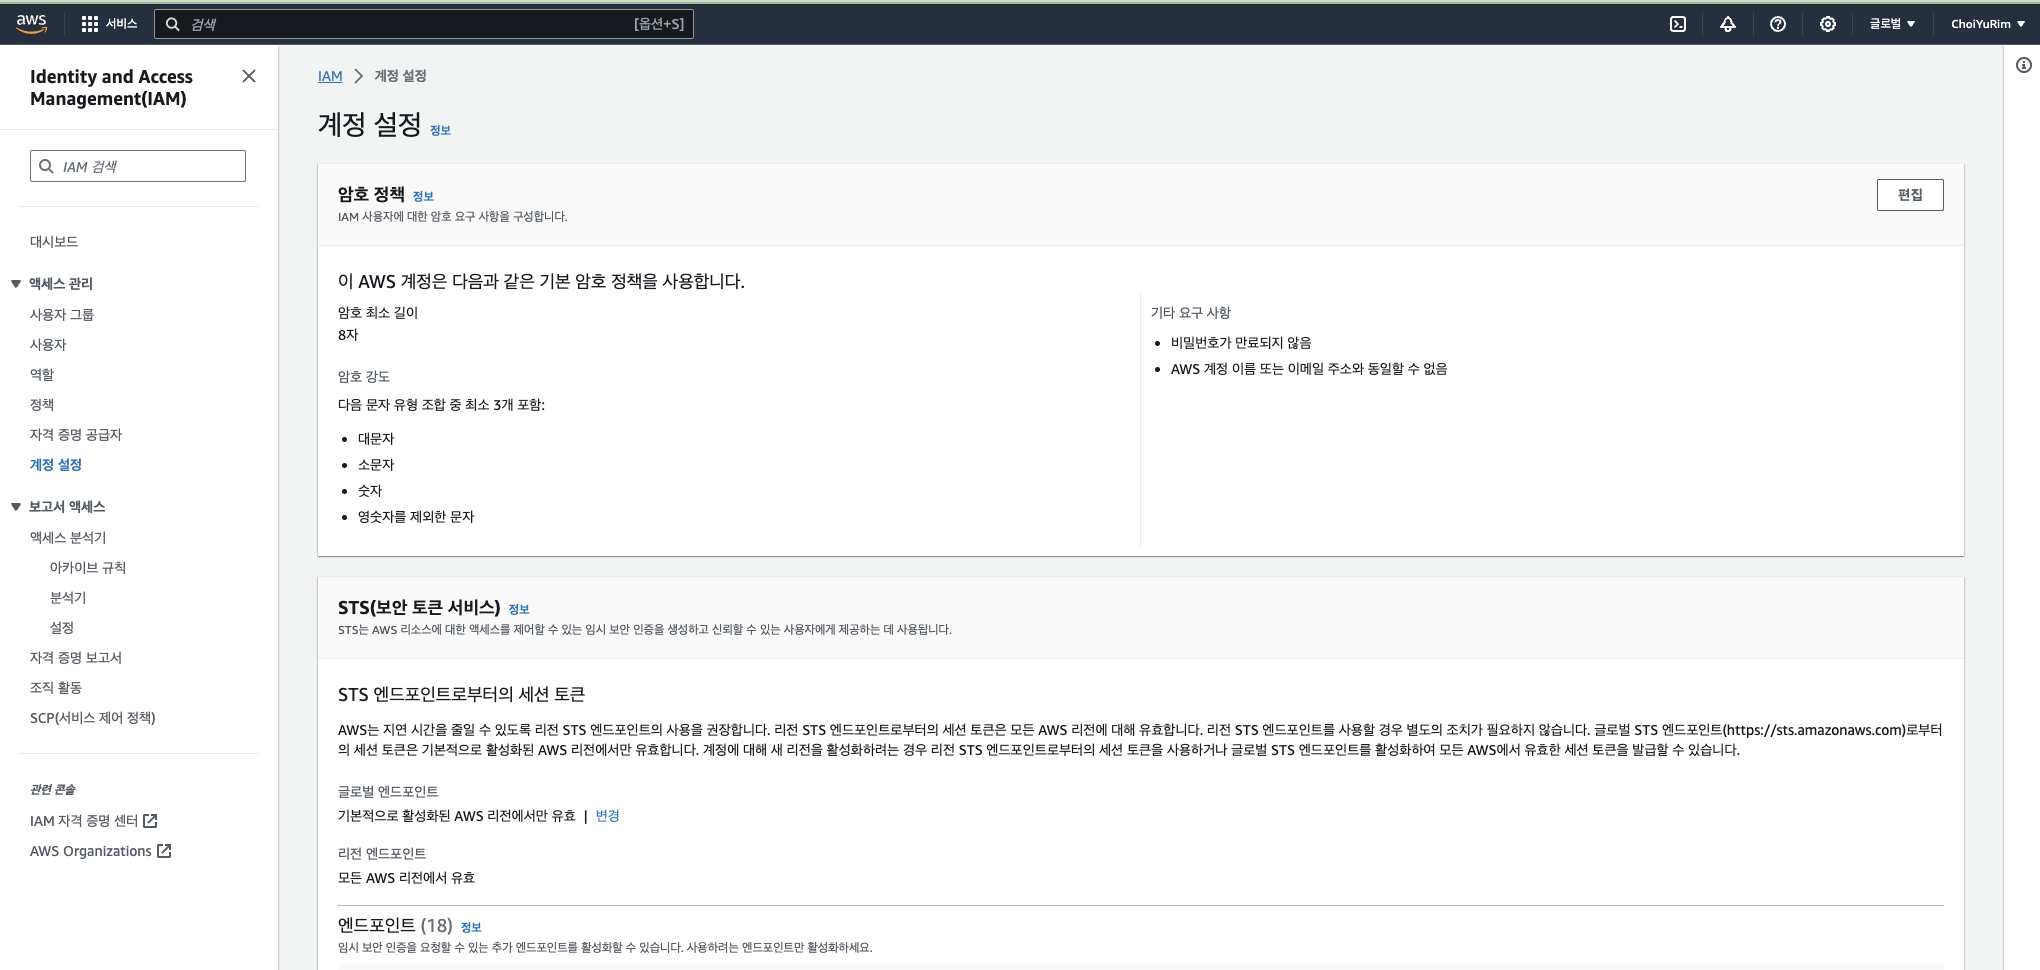 aws
서비스
검색
[옵션+S]
글로벌
ChoiYuRim
Identity and Access
Management(IAM)
IAM 검색
대시보드
액세스 관리
사용자 그룹
사용자
역할
정책
자격 증명 공급자
계정 설정
보고서 액세스
액세스 분석기
아카이브 규칙
분석기
설정
자격 증명 보고서
조직 활동
SCP(서비스 제어 정책)
관련 콘솔
IAM 자격 증명 센터
AWS Organizations
IAM > 계정 설정
계정 설정 정보
암호 정책 정보
IAM 사용자에 대한 암호 요구 사항을 구성합니다.
편집
이 AWS 계정은 다음과 같은 기본 암호 정책을 사용합니다.
암호 최소 길이
8자
암호 강도
다음 문자 유형 조합 중 최소 3개 포함:
• 대문자
• 소문자
• 숫자
• 영숫자를 제외한 문자
기타 요구 사항
• 비밀번호가 만료되지 않음
• AWS 계정 이름 또는 이메일 주소와 동일할 수 없음
STS(보안 토큰 서비스) 정보
STS는 AWS 리소스에 대한 액세스를 제어할 수 있는 임시 보안 인증을 생성하고 신뢰할 수 있는 사용자에게 제공하는 데 사용됩니다.
STS 엔드포인트로부터의 세션 토큰
AWS는 지연 시간을 줄일 수 있도록 리전 STS 엔드포인트의 사용을 권장합니다. 리전 STS 엔드포인트로부터의 세션 토큰은 모든 AWS 리전에 대해 유효합니다. 리전 STS 엔드포인트를 사용할 경우 별도의 조치가 필요하지 않습니다. 글로벌 STS 엔드포인트(https://sts.amazonaws.com)로부터
의 세션 토큰은 기본적으로 활성화된 AWS 리전에서만 유효합니다. 계정에 대해 새 리전을 활성화하려는 경우 리전 STS 엔드포인트로부터의 세션 토큰을 사용하거나 글로벌 STS 엔드포인트를 활성화하여 모든 AWS에서 유효한 세션 토큰을 발급할 수 있습니다.
글로벌 엔드포인트
기본적으로 활성화된 AWS 리전에서만 유효 | 변경
리전 엔드포인트
모든 AWS 리전에서 유효
엔드포인트 (18) 정보
임시 보안 인증을 요청할 수 있는 추가 엔드포인트를 활성화할 수 있습니다. 사용하려는 엔드포인트만 활성화하세요.